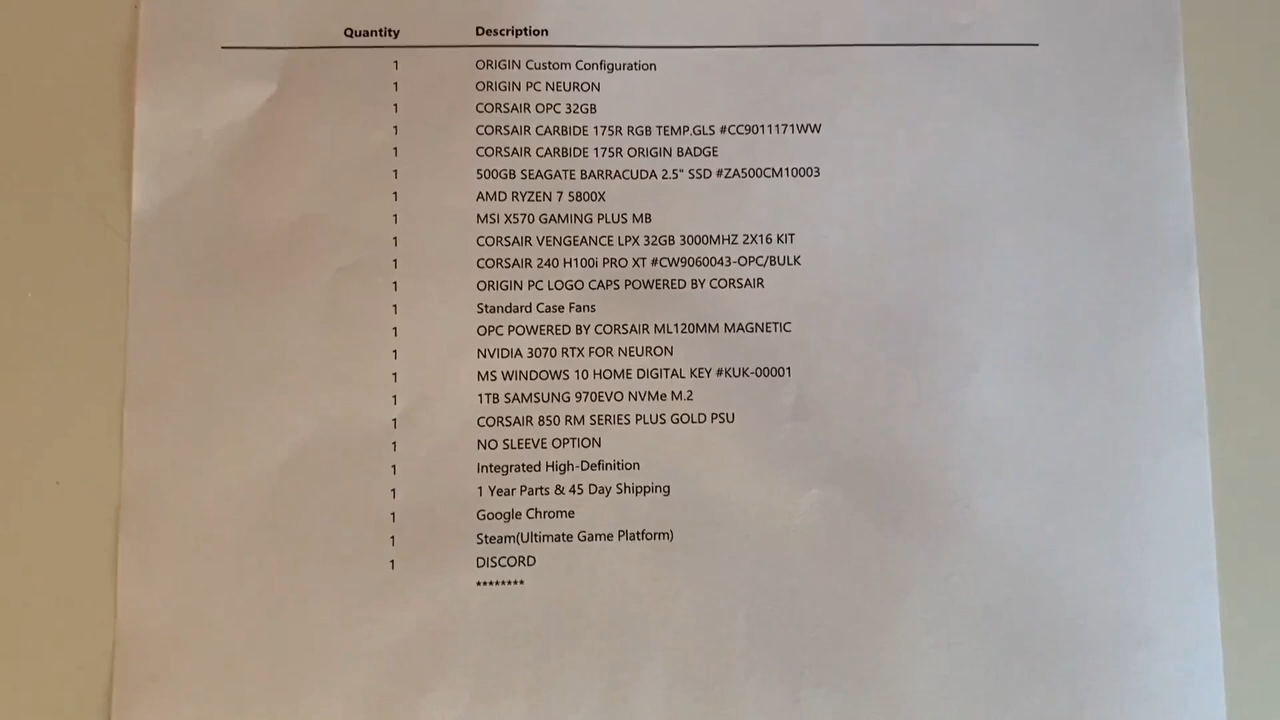 Quantity Description
1 ORIGIN Custom Configuration
1 ORIGIN PC NEURON
1 CORSAIR OPC 32GB
1 CORSAIR CARBIDE 175R RGB TEMP.GLS #CC9011171WW
1 CORSAIR CARBIDE 175R ORIGIN BADGE
1 500GB SEAGATE BARRACUDA 2.5" SSD #ZA500CM10003
1 AMD RYZEN 7 5800X
1 MSI X570 GAMING PLUS MB
1 CORSAIR VENGEANCE LPX 32GB 3000MHZ 2X16 KIT
1 CORSAIR 240 H100i PRO XT #CW9060043-OPC/BULK
1 ORIGIN PC LOGO CAPS POWERED BY CORSAIR
1 Standard Case Fans
1 OPC POWERED BY CORSAIR ML120MM MAGNETIC
1 NVIDIA 3070 RTX FOR NEURON
1 MS WINDOWS 10 HOME DIGITAL KEY #KUK-00001
1 1TB SAMSUNG 970EVO NVMe M.2
1 CORSAIR 850 RM SERIES PLUS GOLD PSU
1 NO SLEEVE OPTION
1 Integrated High-Definition
1 1 Year Parts & 45 Day Shipping
1 Google Chrome
1 Steam(Ultimate Game Platform)
1 DISCORD
********